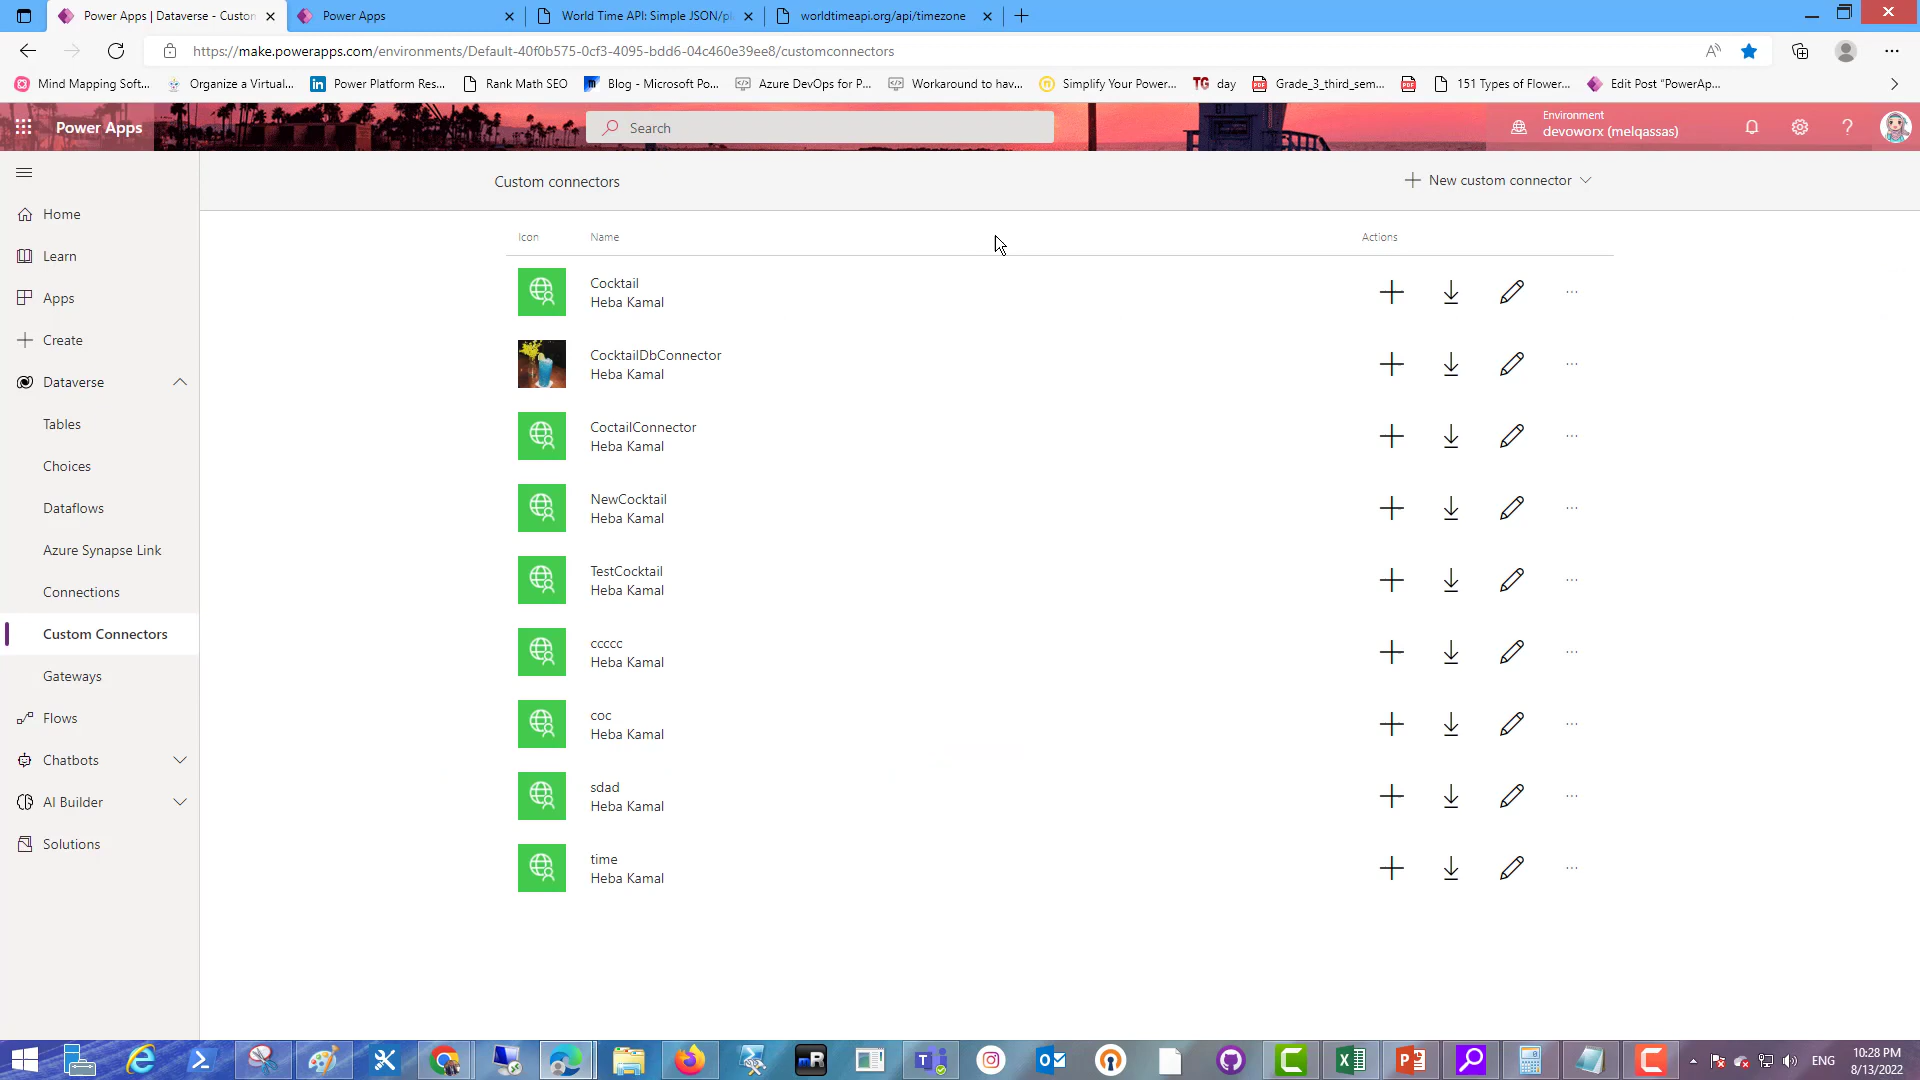 Power Apps | Dataverse - Custon
Power Apps
World Time API: Simple JSON/pl
worldtimeapi.org/api/timezone
https://make.powerapps.com/environments/Default-40f0b575-0cf3-4095-bdd6-04c460e39ee8/customconnectors
Mind Mapping Soft...
Organize a Virtual...
Power Platform Res...
Rank Math SEO
Blog - Microsoft Po...
Azure DevOps for P...
Workaround to hav...
Simplify Your Power...
TG day
Grade_3_third_sem...
151 Types of Flower...
Edit Post "PowerAp...
Power Apps
Search
Environment
devoworx (melqassas)
Home
Learn
Apps
Create
Dataverse
Tables
Choices
Dataflows
Azure Synapse Link
Connections
Custom Connectors
Gateways
Flows
Chatbots
AI Builder
Solutions
Custom connectors
New custom connector
Icon
Name
Actions
Cocktail
Heba Kamal
CocktailDbConnector
Heba Kamal
CoctailConnector
Heba Kamal
NewCocktail
Heba Kamal
TestCocktail
Heba Kamal
ccccc
Heba Kamal
coc
Heba Kamal
sdad
Heba Kamal
time
Heba Kamal
ENG
10:28 PM
8/13/2022